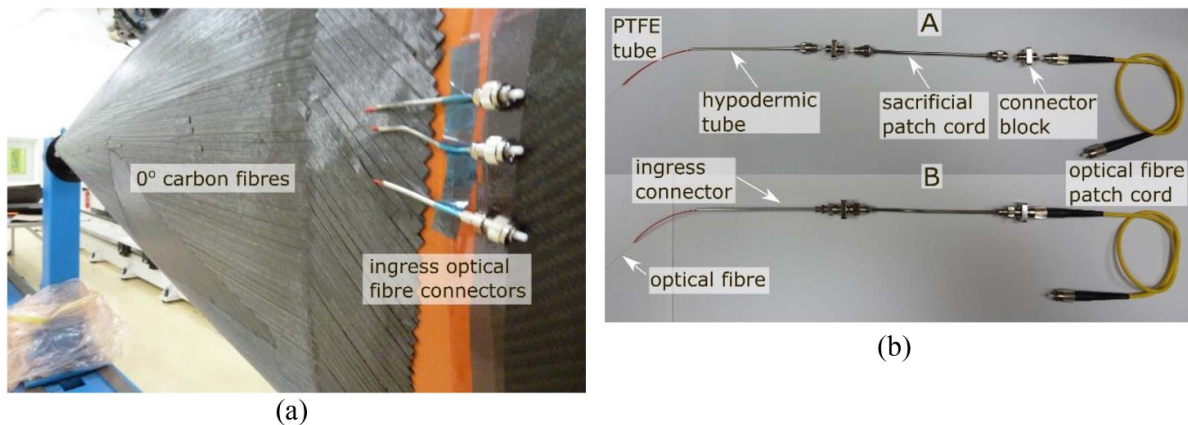 0° carbon fibres
ingress optical
fibre connectors
(a)
A
PTFE
tube
hypodermic
tube
sacrificial
patch cord
connector
block
ingress
connector
B
optical fibre
patch cord
optical fibre
(b)